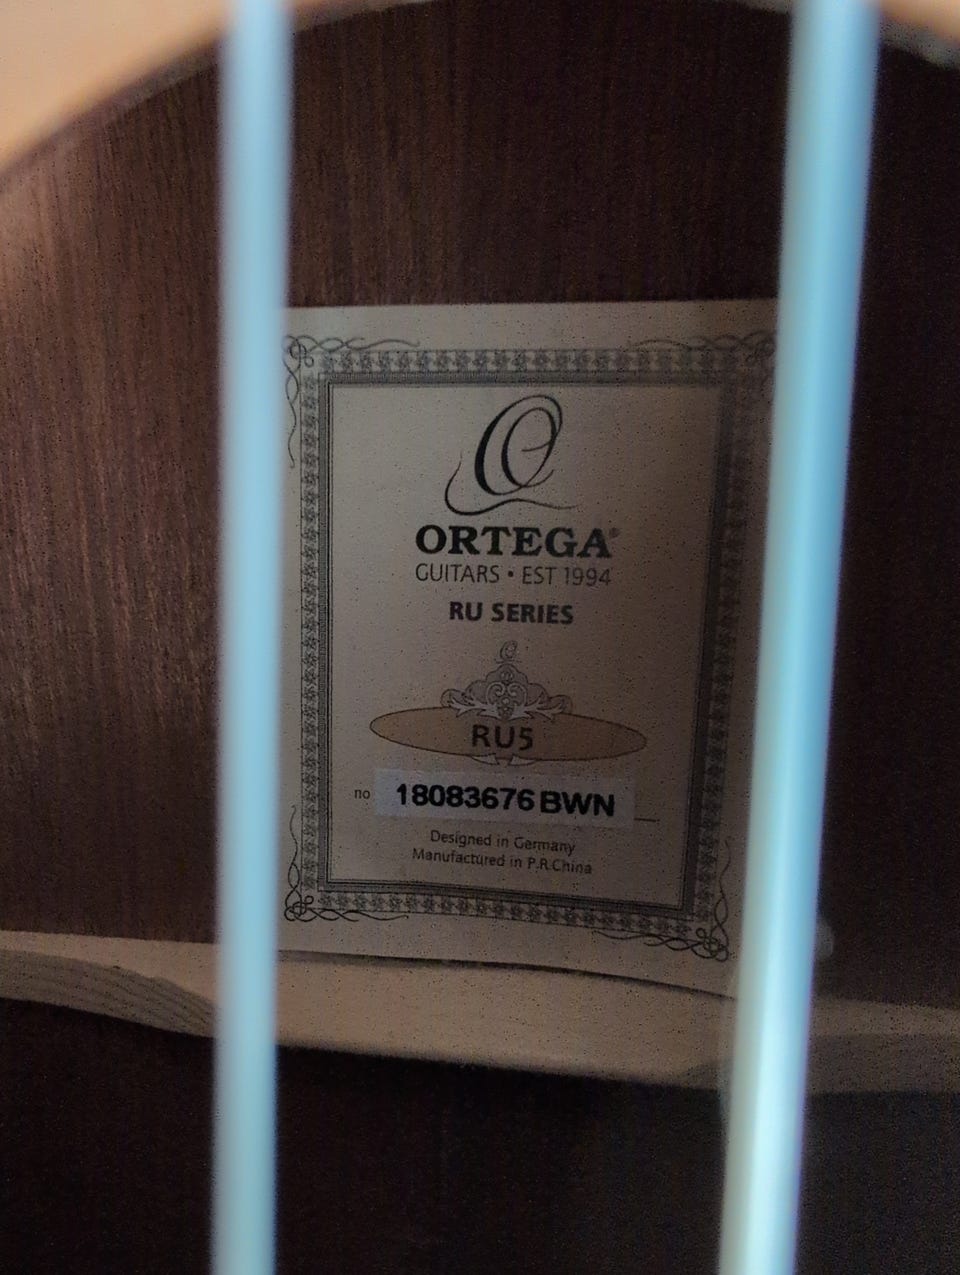 ORTEGA®
GUITARS • EST 1994
RU SERIES
RU5
no 18083676 BWN
Designed in Germany
Manufactured in P.R.China